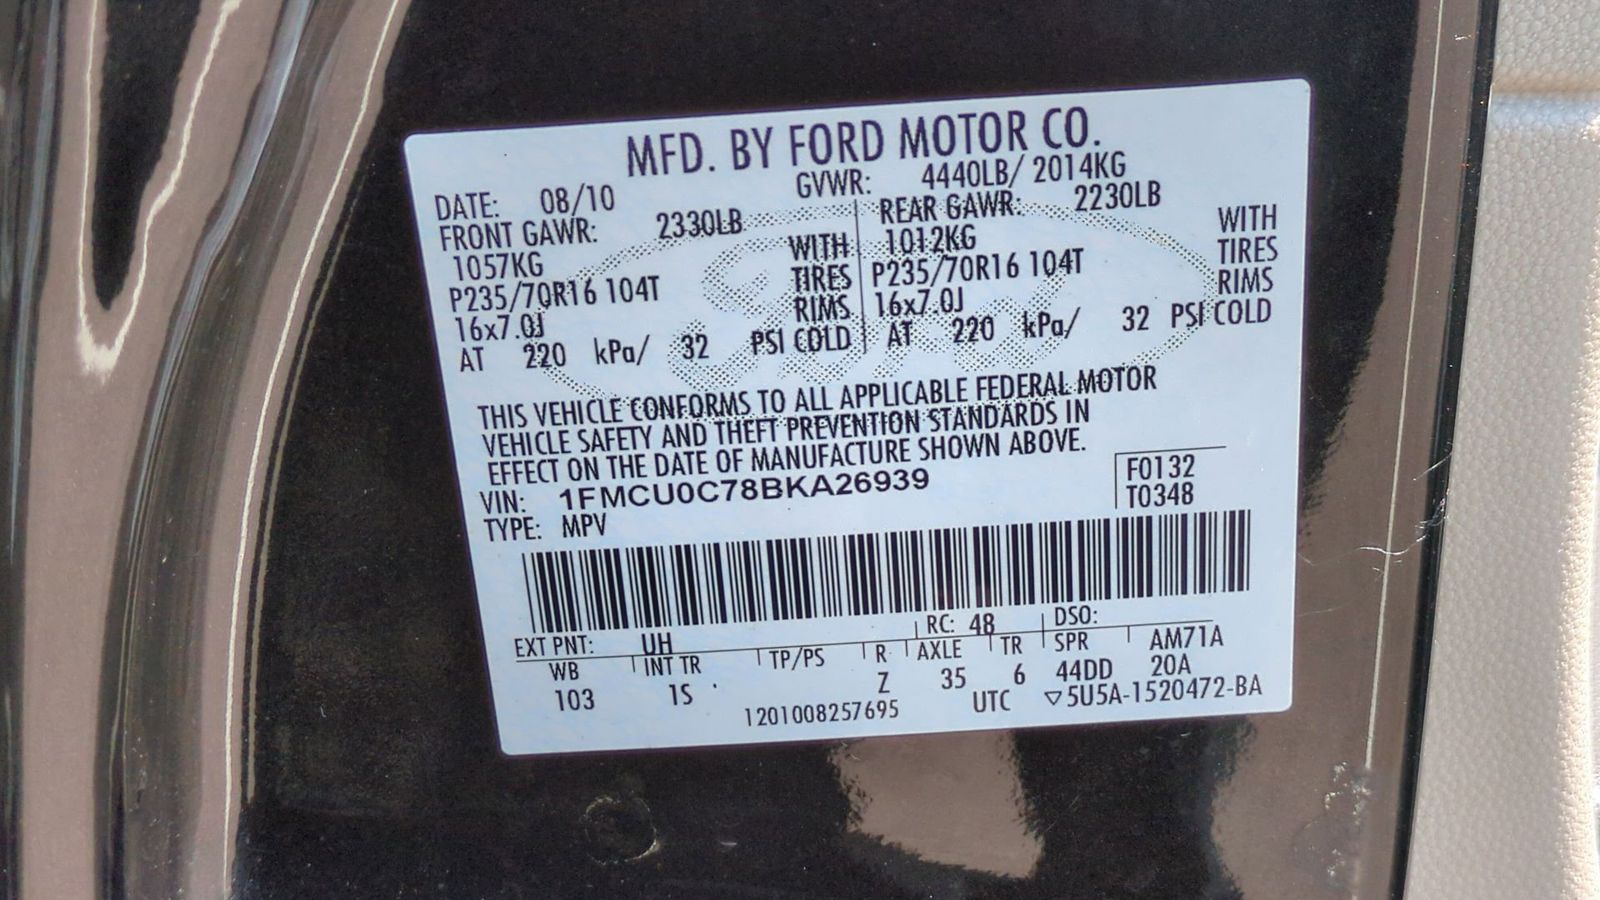 MFD. BY FORD MOTOR CO.
DATE: 08/10 GVWR: 4440LB/ 2014KG
FRONT GAWR: 2330LB REAR GAWR: 2230LB
1057KG WITH 1012KG WITH
P235/70R16 104T TIRES P235/70R16 104T TIRES
16x7.0J RIMS 16x7.0J RIMS
AT 220 kPa/ 32 PSI COLD AT 220 kPa/ 32 PSI COLD
THIS VEHICLE CONFORMS TO ALL APPLICABLE FEDERAL MOTOR
VEHICLE SAFETY AND THEFT PREVENTION STANDARDS IN
EFFECT ON THE DATE OF MANUFACTURE SHOWN ABOVE.
VIN: 1FMCU0C78BKA26939 F0132
TYPE: MPV T0348
EXT PNT: UH RC: 48 DSO:
WB INT TR TP/PS R AXLE TR SPR AM71A
103 1S Z 35 6 44DD 20A
1201008257695 UTC ▽5U5A-1520472-BA